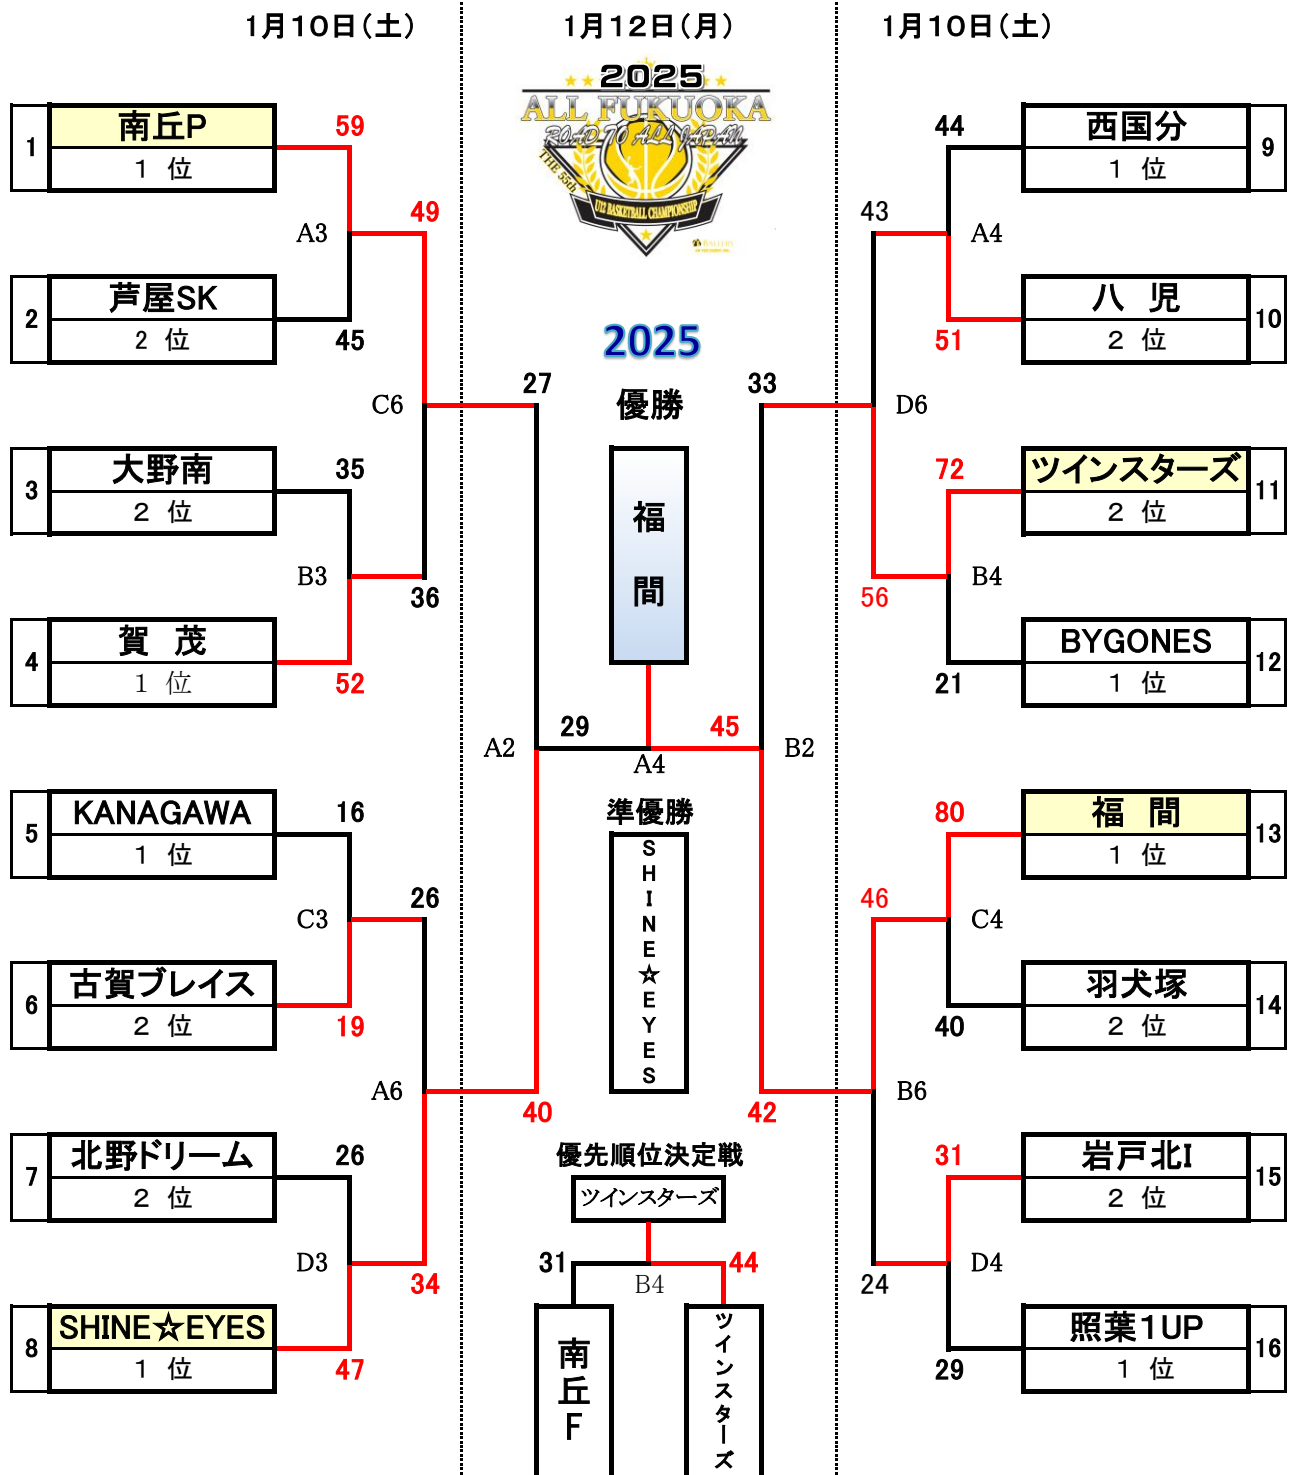 1月10日(土)
1月12日(月)
1月10日(土)
2025
ALL FUKUOKA
ROAD TO ALL JAPAN
THE 55th
U12 BASKETBALL CHAMPIONSHIP
1
南丘P
1 位
59
A3
2
芦屋SK
2 位
45
49
C6
3
大野南
2 位
35
B3
4
賀 茂
1 位
52
36
5
KANAGAWA
1 位
16
C3
6
古賀ブレイス
2 位
19
26
A6
7
北野ドリーム
2 位
26
D3
8
SHINE☆EYES
1 位
47
34
27
A2
40
2025
優勝
福間
29
45
A4
準優勝
SHINE☆EYES
優先順位決定戦
ツインスターズ
31
44
B4
南丘F
ツインスターズ
33
B2
42
44
西国分
1 位
9
A4
51
八 児
2 位
10
43
D6
72
ツインスターズ
2 位
11
B4
21
BYGONES
1 位
12
56
80
福 間
1 位
13
C4
40
羽犬塚
2 位
14
46
B6
31
岩戸北I
2 位
15
D4
29
照葉1UP
1 位
16
24